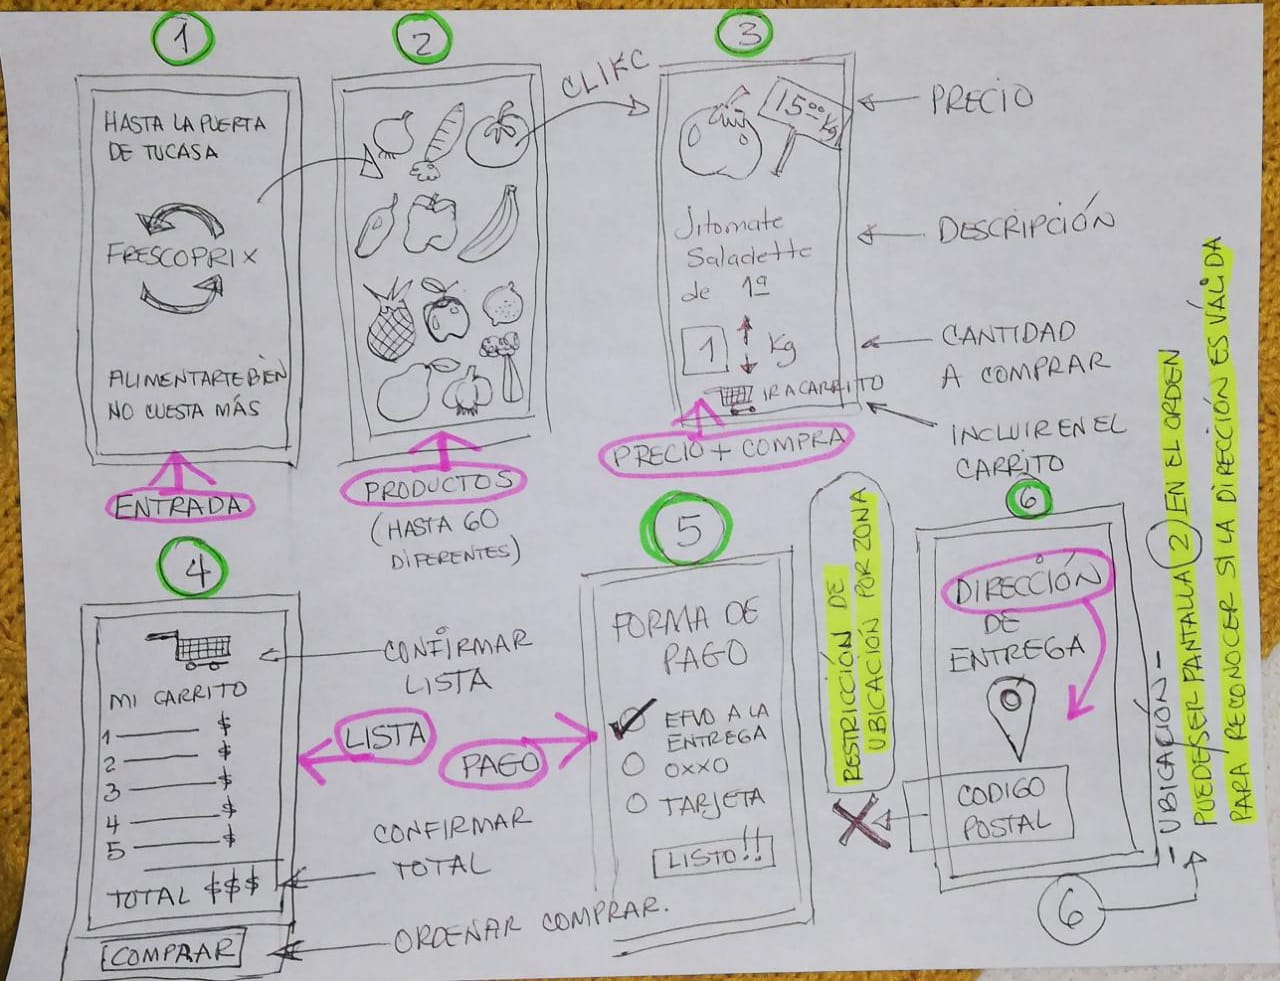 1
HASTA LA PUERTA
DE TU CASA
FRESCOPRIX
ALIMENTARTE BIEN
NO CUESTA MÁS
ENTRADA
2
CLIKC
PRODUCTOS
(HASTA 60
DIFERENTES)
3
15.00 Kg
Jitomate
Saladette
de 1ª
1 Kg
IR A CARRITO
PRECIO + COMPRA
PRECIO
DESCRIPCIÓN
CANTIDAD
A COMPRAR
INCLUIR EN EL
CARRITO
4
MI CARRITO
1 $
2 $
3 $
4 $
5 $
TOTAL $$$
COMPRAR
CONFIRMAR
LISTA
LISTA
PAGO
CONFIRMAR
TOTAL
ORDENAR COMPRAR.
5
FORMA DE
PAGO
EFVO A LA
ENTREGA
OXXO
TARJETA
LISTO!!
RESTRICCIÓN DE
UBICACIÓN POR ZONA
X
6
DIRECCIÓN
DE
ENTREGA
CODIGO
POSTAL
6
-UBICACIÓN-
PUEDE SER PANTALLA 2 EN EL ORDEN
PARA RECONOCER SI LA DIRECCIÓN ES VÁLIDA